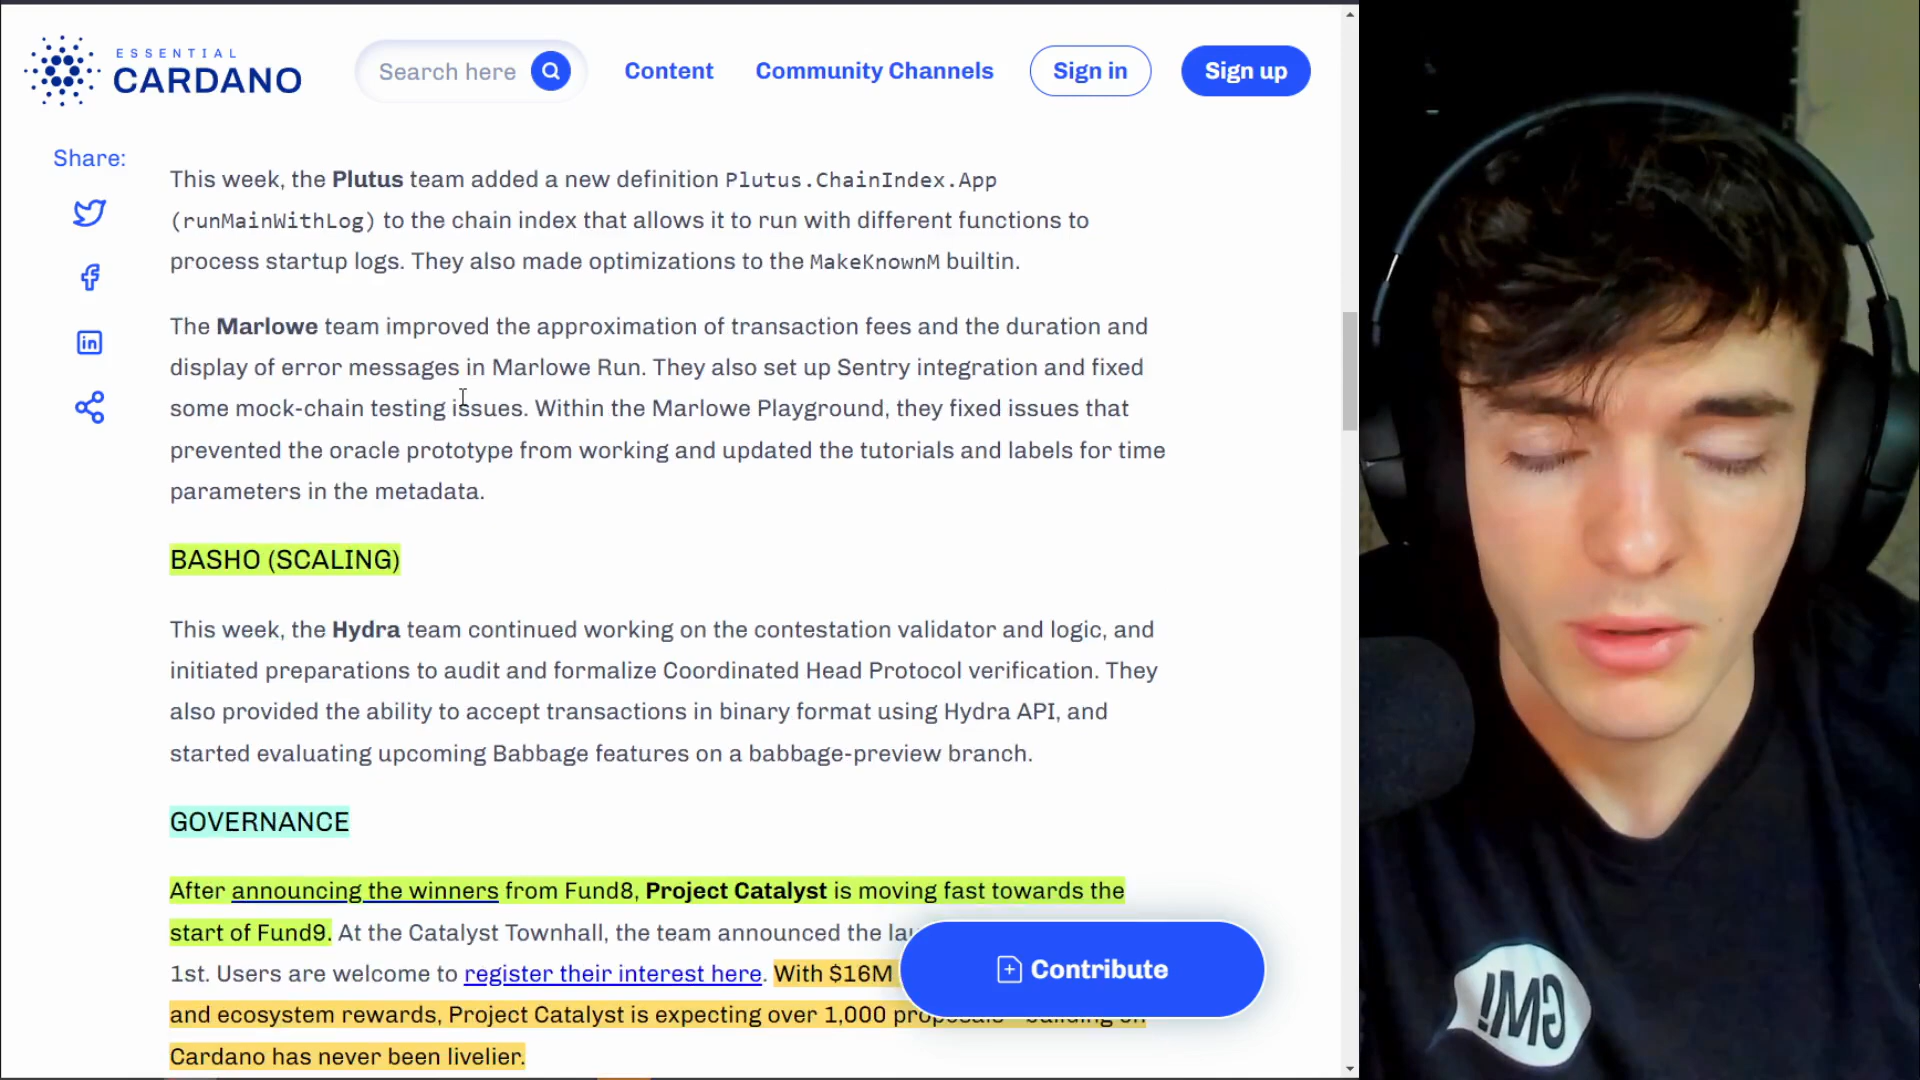 ESSENTIAL
CARDANO
Search here
Content
Community Channels
Sign in
Sign up
Share:
This week, the Plutus team added a new definition Plutus.ChainIndex.App
(runMainWithLog) to the chain index that allows it to run with different functions to
process startup logs. They also made optimizations to the MakeKnownM builtin.
The Marlowe team improved the approximation of transaction fees and the duration and
display of error messages in Marlowe Run. They also set up Sentry integration and fixed
some mock-chain testing issues. Within the Marlowe Playground, they fixed issues that
prevented the oracle prototype from working and updated the tutorials and labels for time
parameters in the metadata.
BASHO (SCALING)
This week, the Hydra team continued working on the contestation validator and logic, and
initiated preparations to audit and formalize Coordinated Head Protocol verification. They
also provided the ability to accept transactions in binary format using Hydra API, and
started evaluating upcoming Babbage features on a babbage-preview branch.
GOVERNANCE
After announcing the winners from Fund8, Project Catalyst is moving fast towards the
start of Fund9. At the Catalyst Townhall, the team announced the
1st. Users are welcome to register their interest here. With $16M
and ecosystem rewards, Project Catalyst is expecting over 1,000
Cardano has never been livelier.
Contribute
GM!